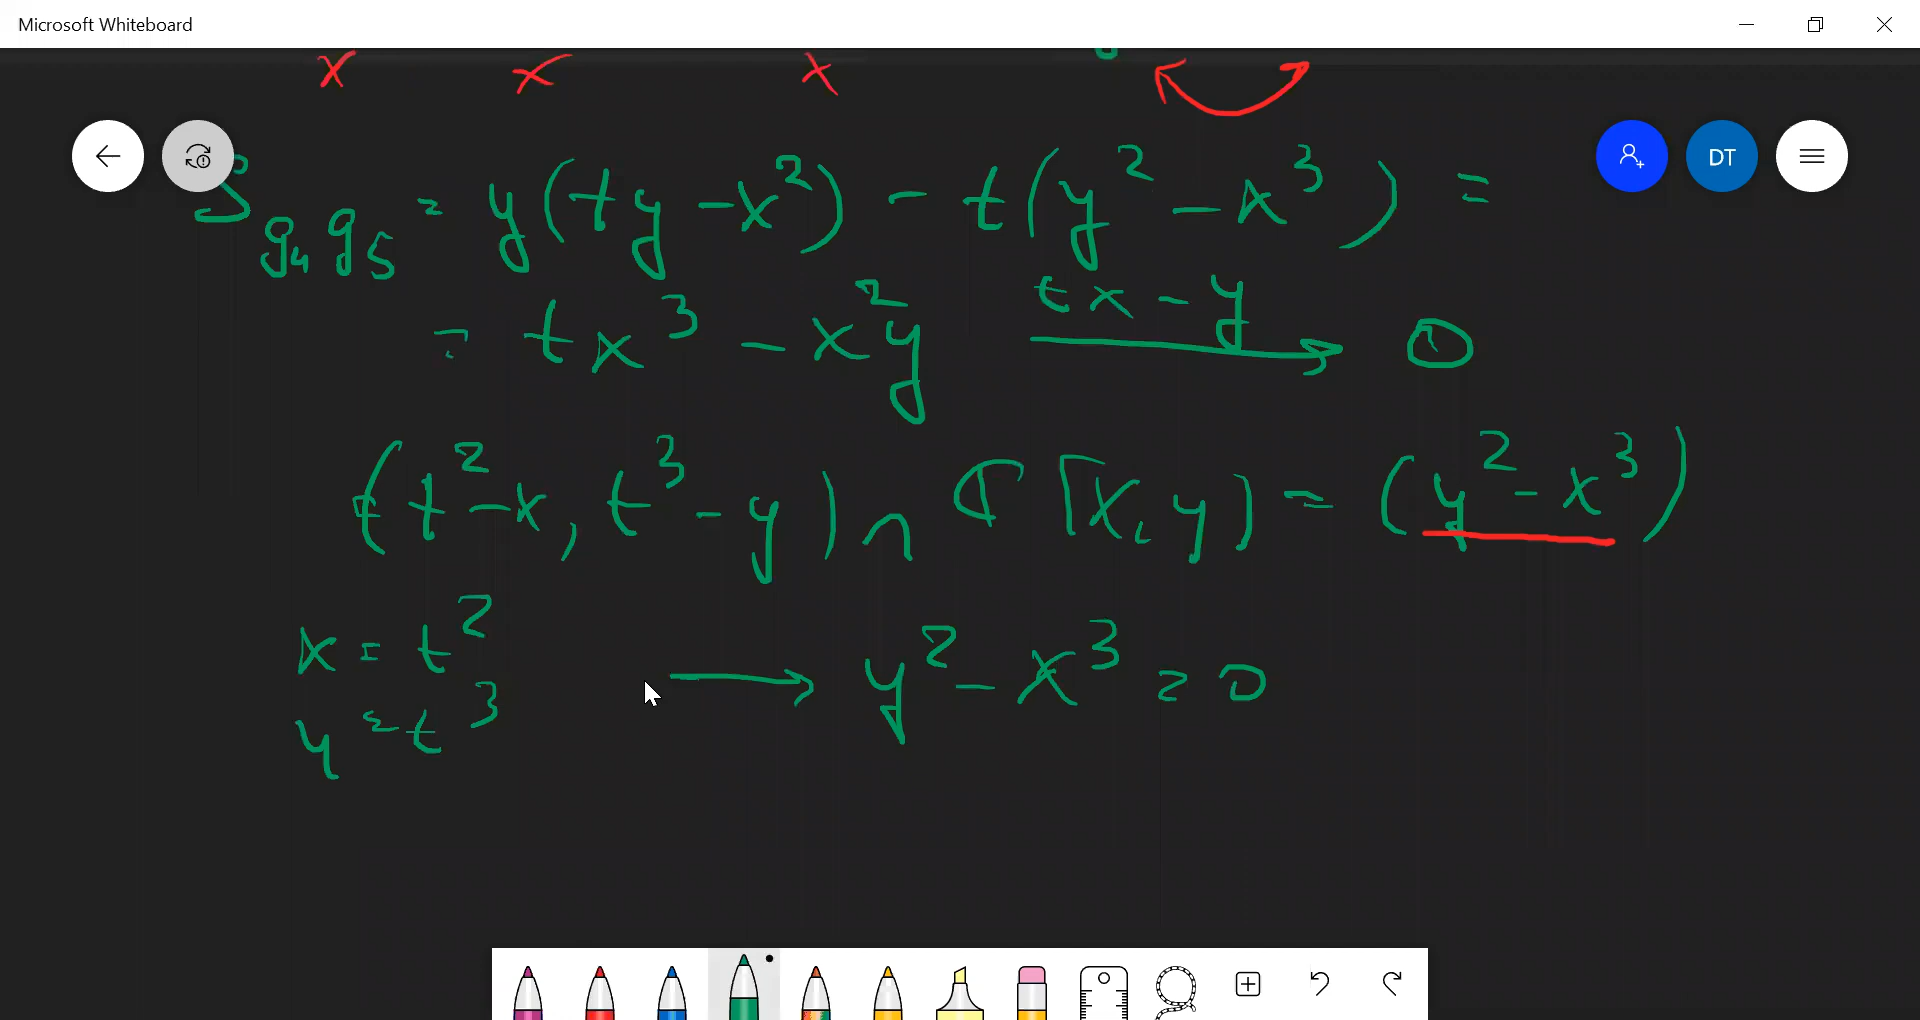 Microsoft Whiteboard
x x x
DT
S_{g₄g₅} = y(ty - x²) - t(y² - x³) =
= tx³ - x²y tx - y → 0
(t² - x, t³ - y) ∩ ℂ[x, y] = (y² - x³)
x = t²
→ y² - x³ = 0
y = t³